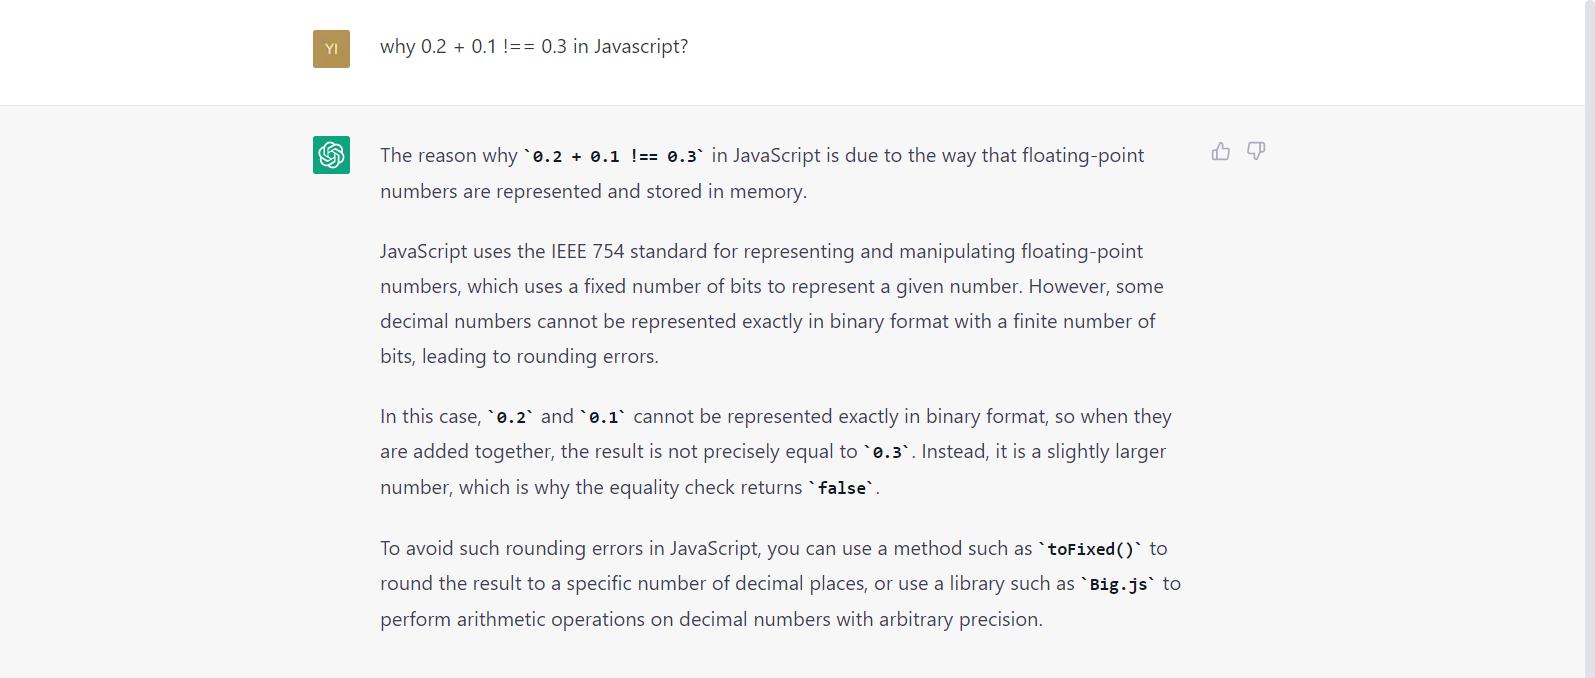 YI
why 0.2 + 0.1 !== 0.3 in Javascript?
The reason why `0.2 + 0.1 !== 0.3` in JavaScript is due to the way that floating-point
numbers are represented and stored in memory.
JavaScript uses the IEEE 754 standard for representing and manipulating floating-point
numbers, which uses a fixed number of bits to represent a given number. However, some
decimal numbers cannot be represented exactly in binary format with a finite number of
bits, leading to rounding errors.
In this case, `0.2` and `0.1` cannot be represented exactly in binary format, so when they
are added together, the result is not precisely equal to `0.3`. Instead, it is a slightly larger
number, which is why the equality check returns `false`.
To avoid such rounding errors in JavaScript, you can use a method such as `toFixed()` to
round the result to a specific number of decimal places, or use a library such as `Big.js` to
perform arithmetic operations on decimal numbers with arbitrary precision.